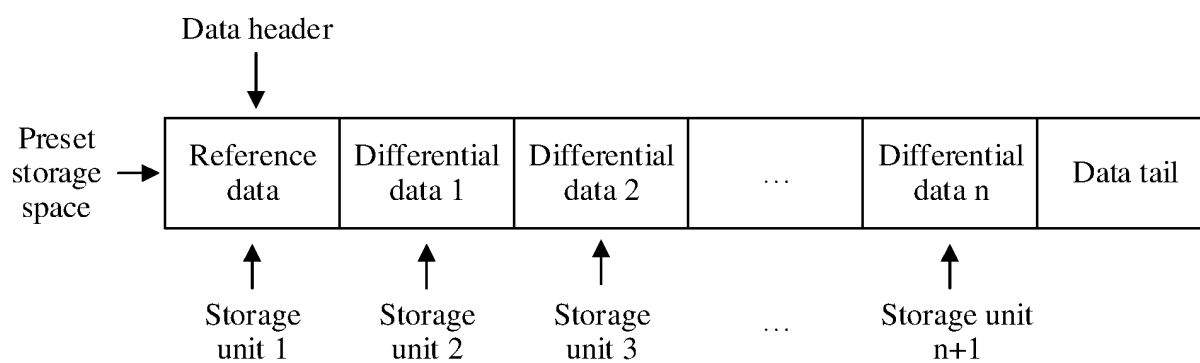 Data header
Preset
storage
space
Reference
data
Differential
data 1
Differential
data 2
...
Differential
data n
Data tail
Storage
unit 1
Storage
unit 2
Storage
unit 3
...
Storage unit
n+1